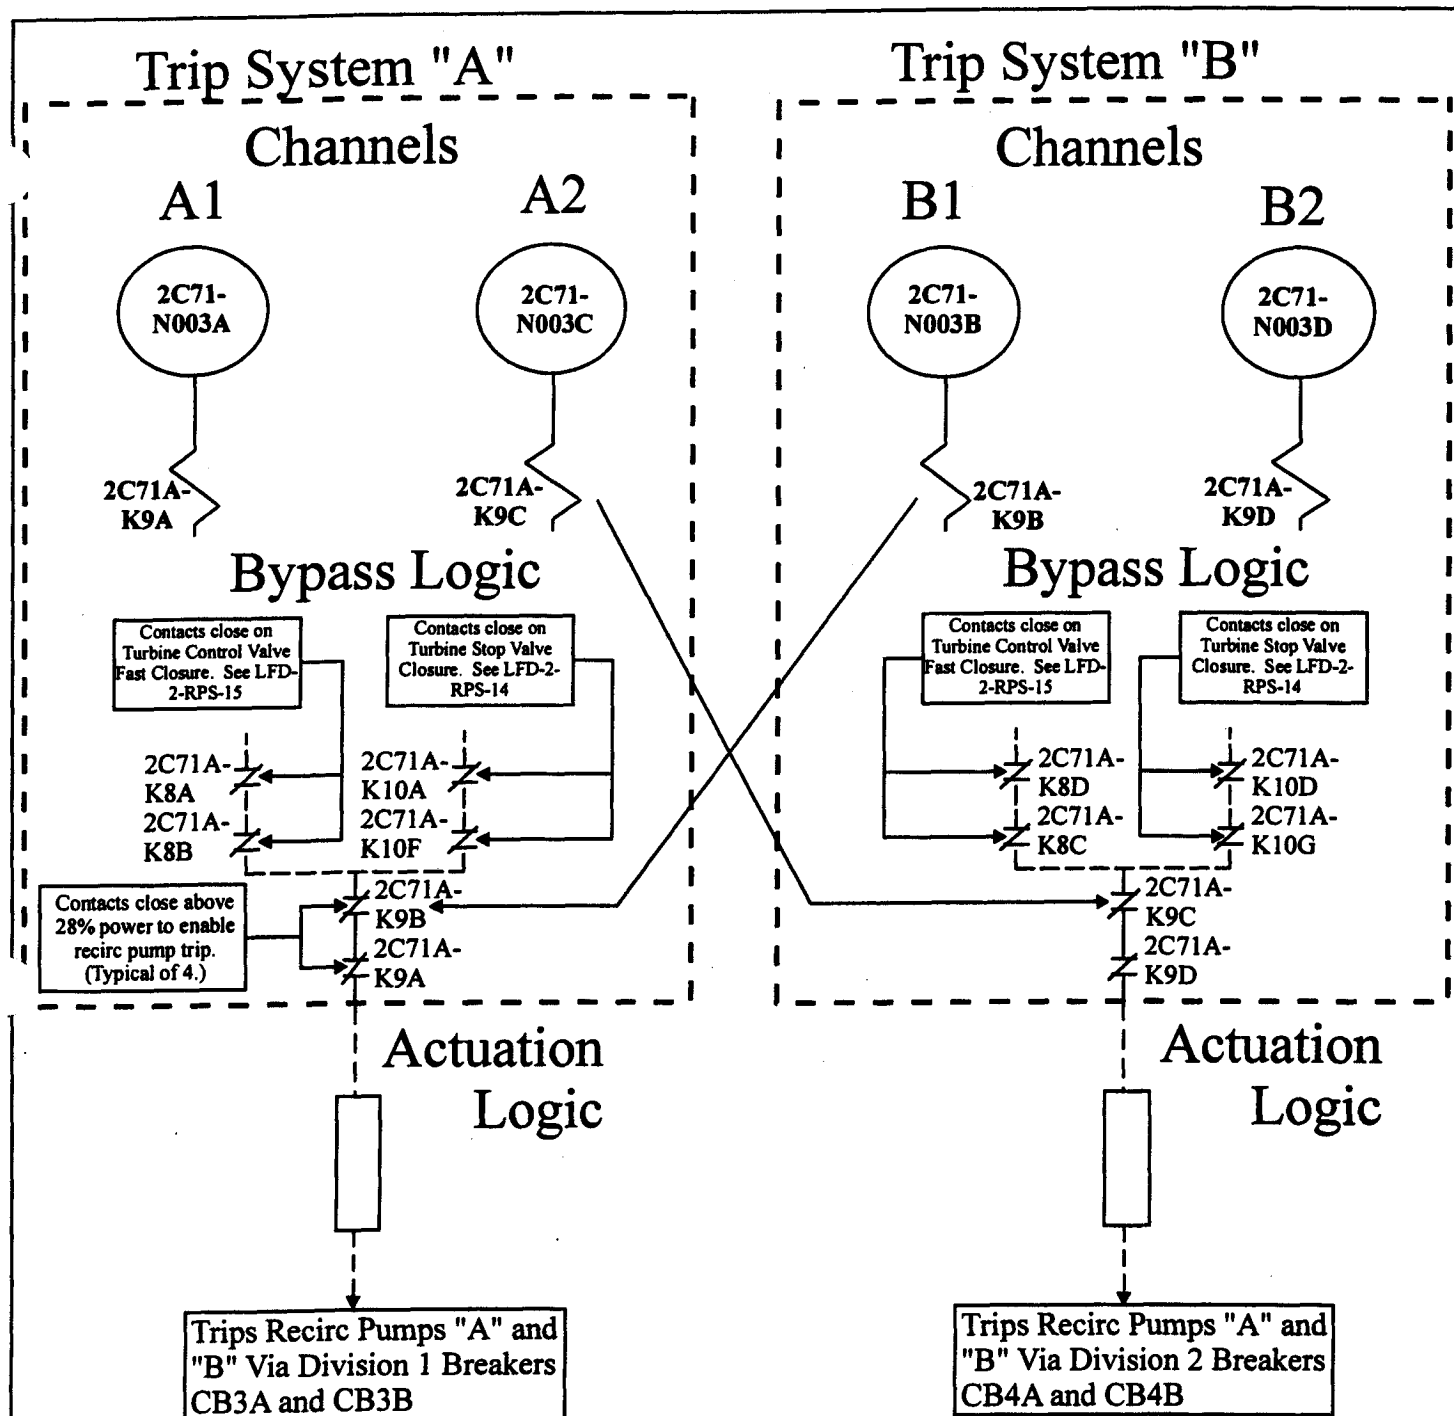 Trip System "A"
Trip System "B"
Channels
Channels
A1
A2
B1
B2
2C71-
N003A
2C71-
N003C
2C71-
N003B
2C71-
N003D
2C71A-
K9A
2C71A-
K9C
2C71A-
K9B
2C71A-
K9D
Bypass Logic
Bypass Logic
Contacts close on
Turbine Control Valve
Fast Closure. See LFD-
2-RPS-15
Contacts close on
Turbine Stop Valve
Closure. See LFD-2-
RPS-14
Contacts close on
Turbine Control Valve
Fast Closure. See LFD-
2-RPS-15
Contacts close on
Turbine Stop Valve
Closure. See LFD-2-
RPS-14
2C71A-
K8A
2C71A-
K10A
2C71A-
K8D
2C71A-
K10D
2C71A-
K8B
2C71A-
K10F
2C71A-
K8C
2C71A-
K10G
Contacts close above
28% power to enable
recirc pump trip.
(Typical of 4.)
2C71A-
K9B
2C71A-
K9A
2C71A-
K9C
2C71A-
K9D
Actuation
Logic
Actuation
Logic
Trips Recirc Pumps "A" and
"B" Via Division 1 Breakers
CB3A and CB3B
Trips Recirc Pumps "A" and
"B" Via Division 2 Breakers
CB4A and CB4B